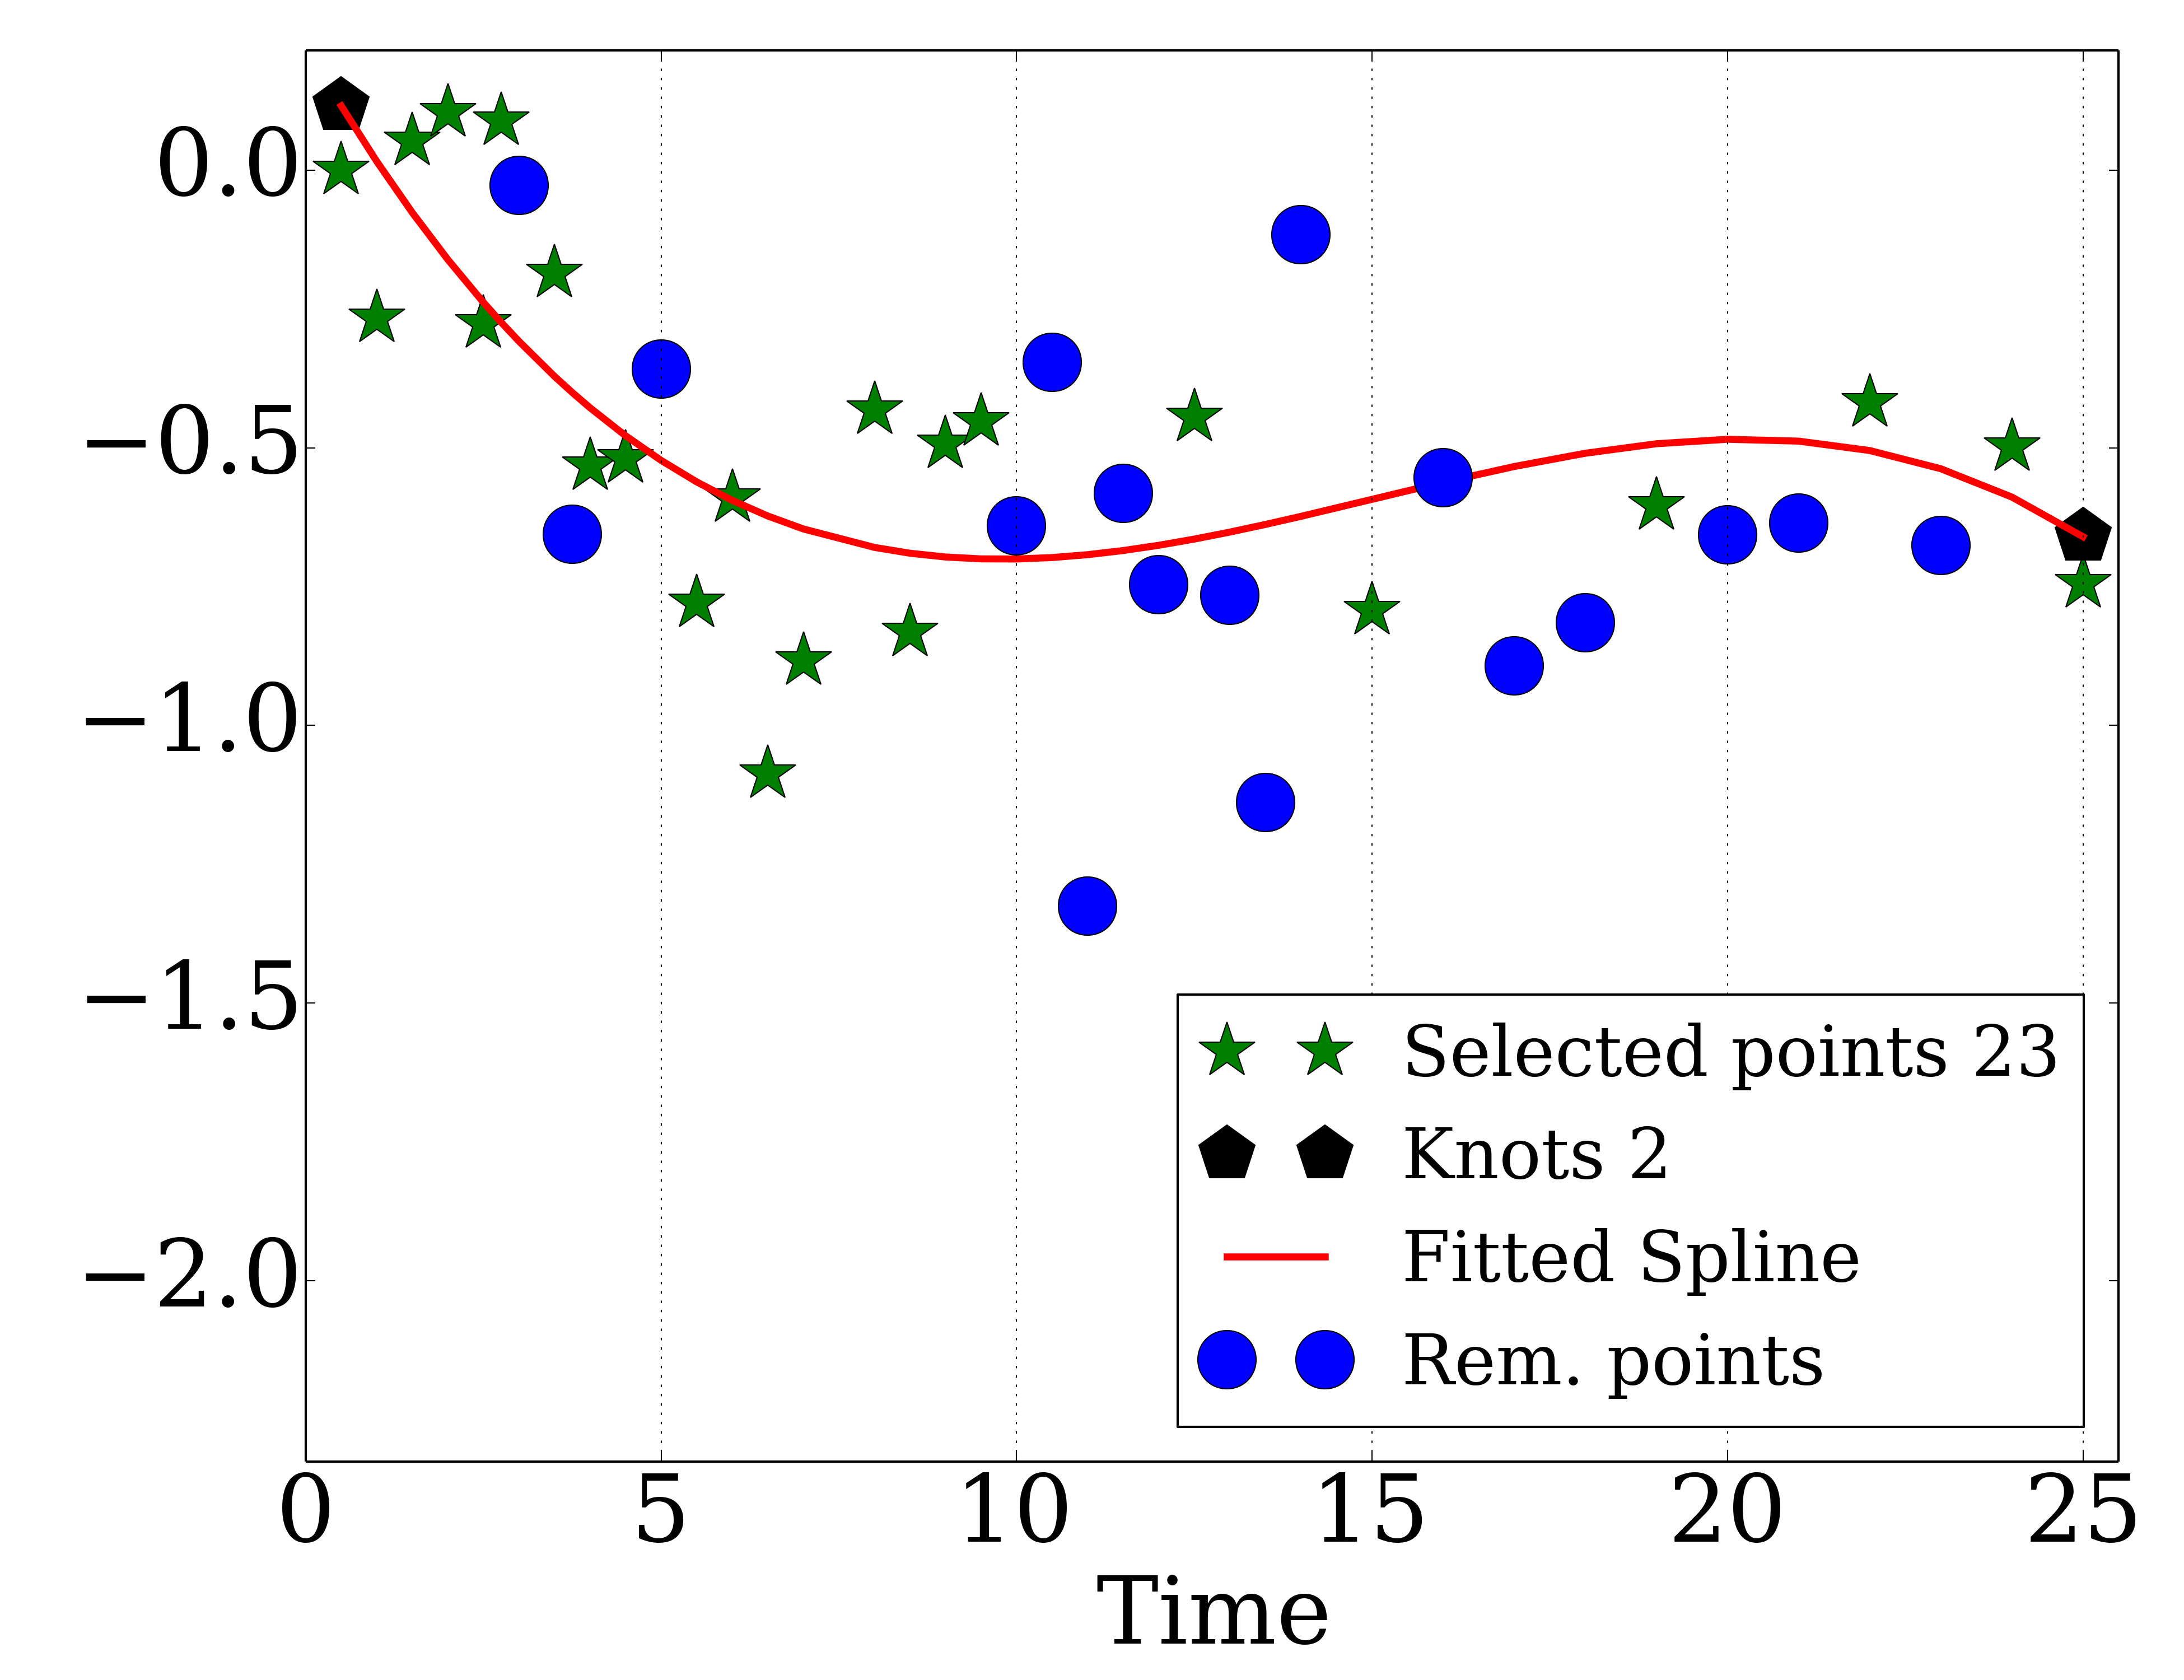 0.0
−0.5
−1.0
−1.5
−2.0
Selected points 23
Knots 2
Fitted Spline
Rem. points
0 5 10 15 20 25
Time